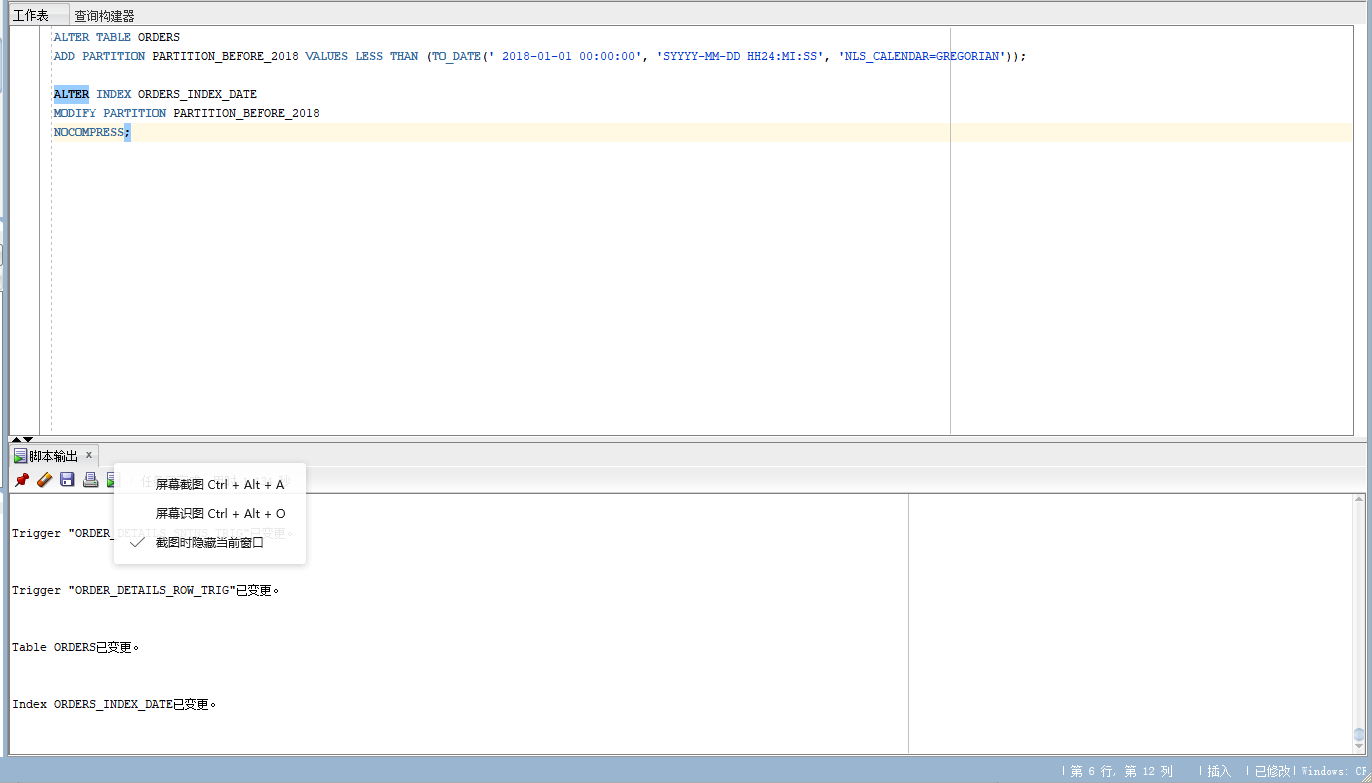 工作表 查询构建器
ALTER TABLE ORDERS
ADD PARTITION PARTITION_BEFORE_2018 VALUES LESS THAN (TO_DATE(' 2018-01-01 00:00:00', 'SYYYY-MM-DD HH24:MI:SS', 'NLS_CALENDAR=GREGORIAN'));
ALTER INDEX ORDERS_INDEX_DATE
MODIFY PARTITION PARTITION_BEFORE_2018
NOCOMPRESS;
脚本输出 x
屏幕截图 Ctrl + Alt + A
屏幕识图 Ctrl + Alt + O
截图时隐藏当前窗口
Trigger "ORDER_DETAILS_SNTNS_TRIG"已变更。
Trigger "ORDER_DETAILS_ROW_TRIG"已变更。
Table ORDERS已变更。
Index ORDERS_INDEX_DATE已变更。
第 6 行, 第 12 列 | 插入 | 已修改| Windows: CR